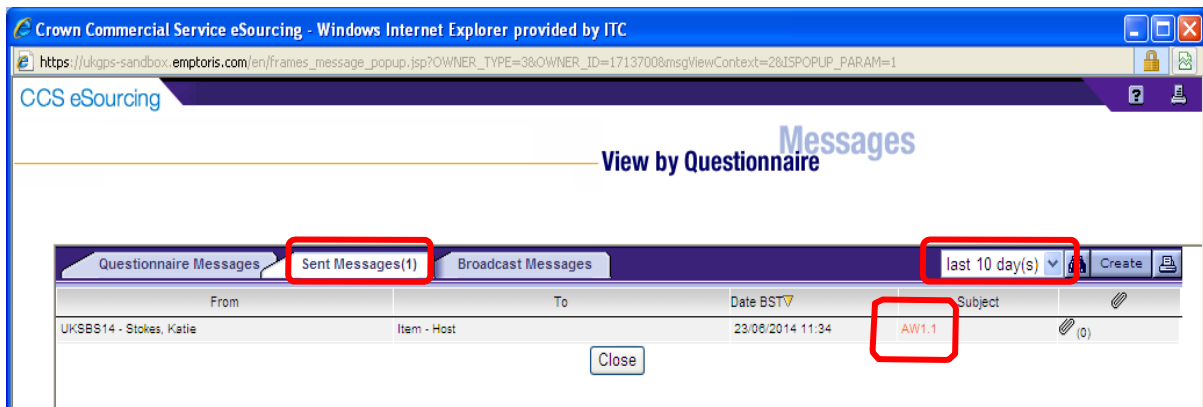 Crown Commercial Service eSourcing - Windows Internet Explorer provided by ITC
https://ukgps-sandbox.emptoris.com/en/frames_message_popup.jsp?OWNER_TYPE=3&OWNER_ID=1713700&msgViewContext=2&ISPOPUP_PARAM=1
CCS eSourcing ?
Messages
View by Questionnaire
Questionnaire Messages Sent Messages(1) Broadcast Messages last 10 day(s) Create
From To Date BST Subject
UKSBS14 - Stokes, Katie Item - Host 23/06/2014 11:34 AW1.1 (0)
Close